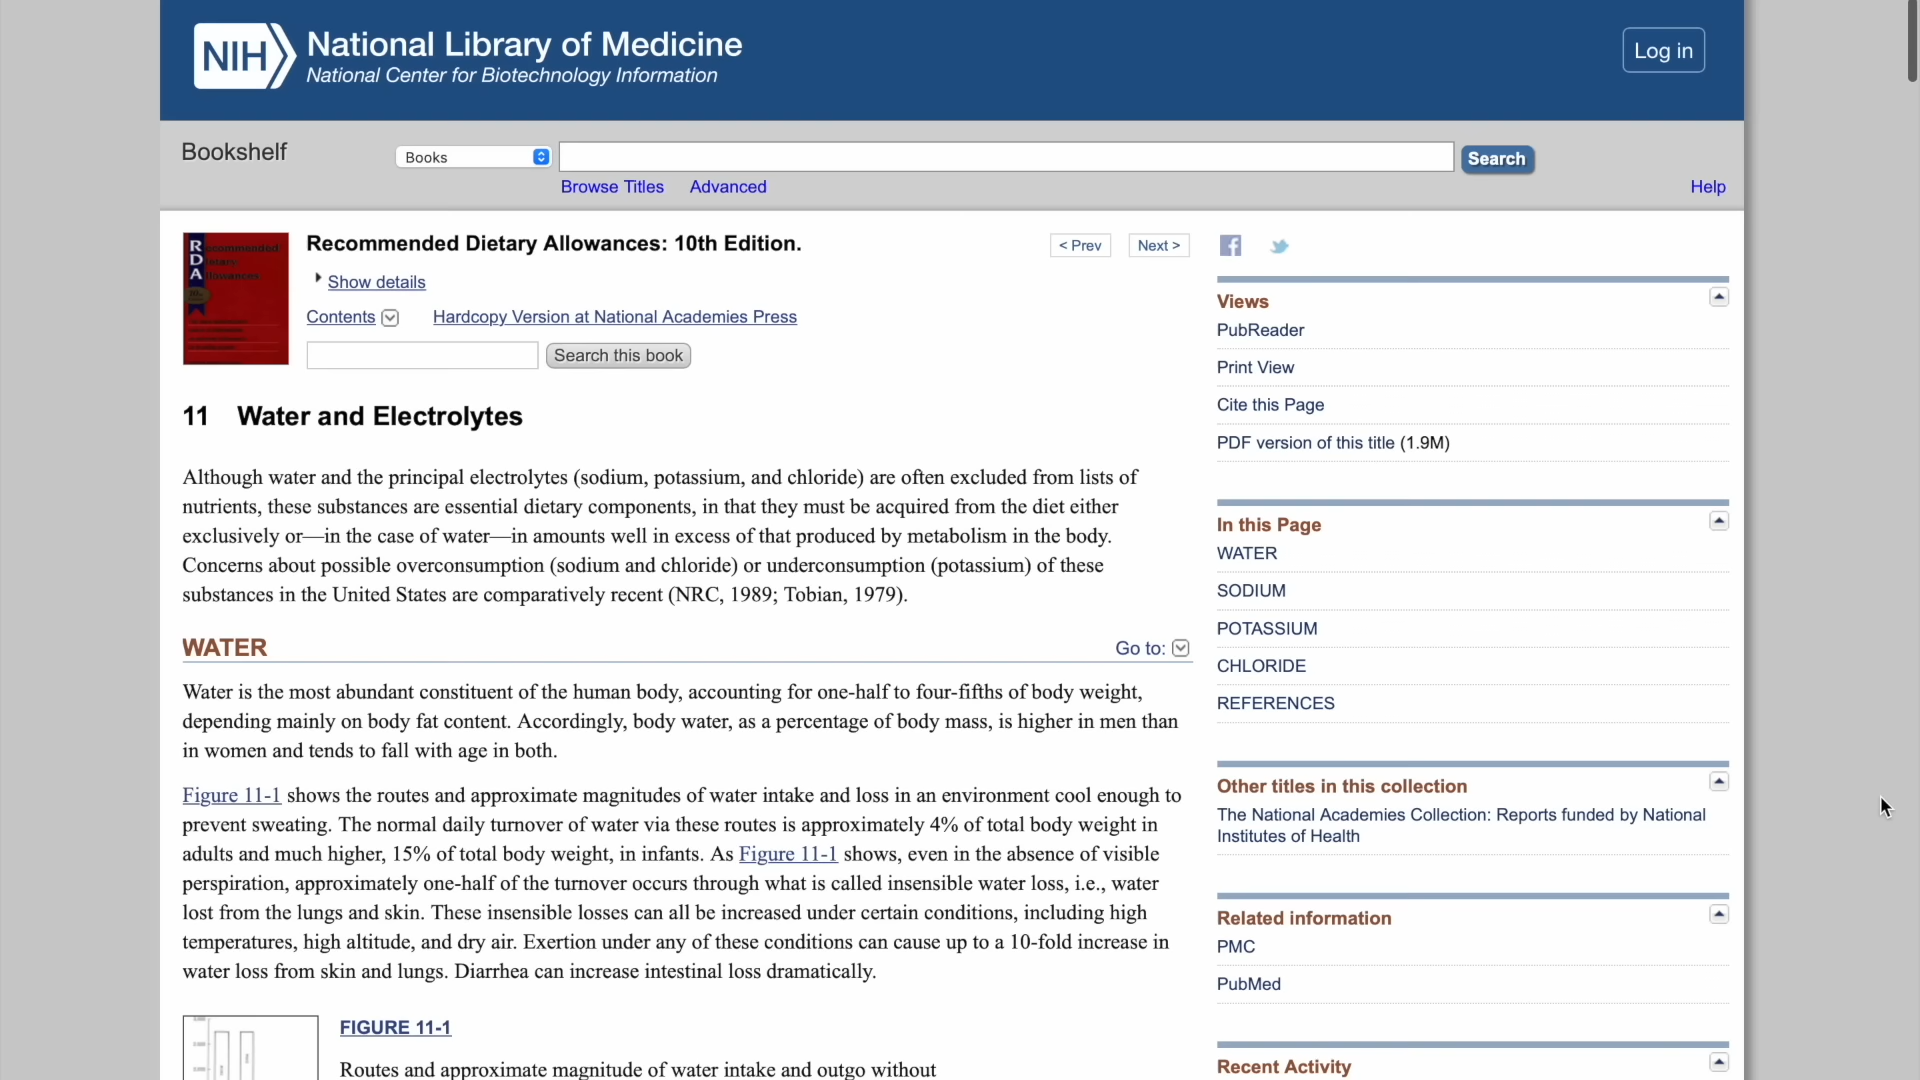 NIH National Library of Medicine
National Center for Biotechnology Information
Log in
Bookshelf
Books
Search
Browse Titles Advanced
Help
Recommended Dietary Allowances: 10th Edition.
< Prev Next >
Show details
Contents Hardcopy Version at National Academies Press
Search this book
11 Water and Electrolytes
Although water and the principal electrolytes (sodium, potassium, and chloride) are often excluded from lists of
nutrients, these substances are essential dietary components, in that they must be acquired from the diet either
exclusively or—in the case of water—in amounts well in excess of that produced by metabolism in the body.
Concerns about possible overconsumption (sodium and chloride) or underconsumption (potassium) of these
substances in the United States are comparatively recent (NRC, 1989; Tobian, 1979).
WATER
Go to:
Water is the most abundant constituent of the human body, accounting for one-half to four-fifths of body weight,
depending mainly on body fat content. Accordingly, body water, as a percentage of body mass, is higher in men than
in women and tends to fall with age in both.
Figure 11-1 shows the routes and approximate magnitudes of water intake and loss in an environment cool enough to
prevent sweating. The normal daily turnover of water via these routes is approximately 4% of total body weight in
adults and much higher, 15% of total body weight, in infants. As Figure 11-1 shows, even in the absence of visible
perspiration, approximately one-half of the turnover occurs through what is called insensible water loss, i.e., water
lost from the lungs and skin. These insensible losses can all be increased under certain conditions, including high
temperatures, high altitude, and dry air. Exertion under any of these conditions can cause up to a 10-fold increase in
water loss from skin and lungs. Diarrhea can increase intestinal loss dramatically.
FIGURE 11-1
Routes and approximate magnitude of water intake and outgo without
Views
PubReader
Print View
Cite this Page
PDF version of this title (1.9M)
In this Page
WATER
SODIUM
POTASSIUM
CHLORIDE
REFERENCES
Other titles in this collection
The National Academies Collection: Reports funded by National
Institutes of Health
Related information
PMC
PubMed
Recent Activity
Recommended
Dietary
Allowances